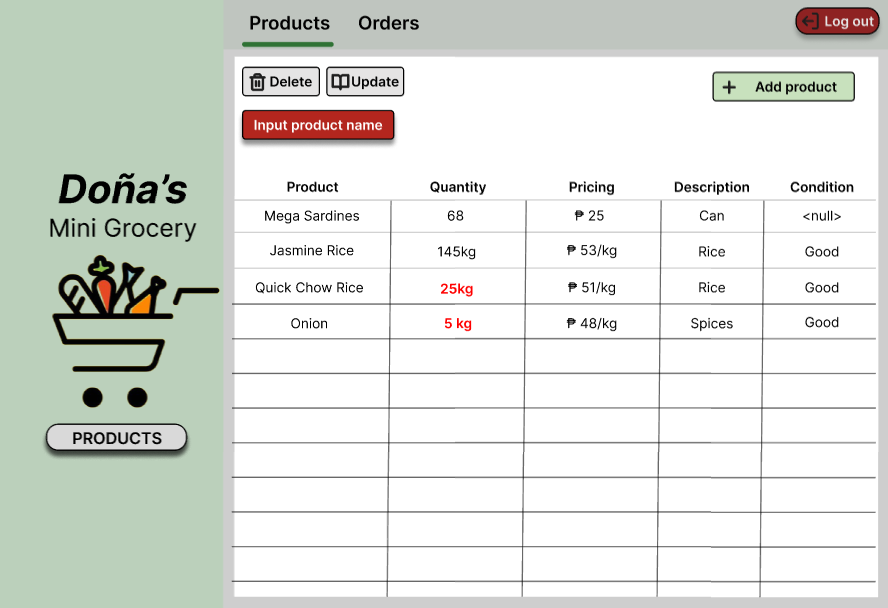 Products Orders Log out
Delete Update Add product
Input product name
Doña's
Mini Grocery
PRODUCTS
Product Quantity Pricing Description Condition
Mega Sardines 68 ₱ 25 Can <null>
Jasmine Rice 145kg ₱ 53/kg Rice Good
Quick Chow Rice 25kg ₱ 51/kg Rice Good
Onion 5 kg ₱ 48/kg Spices Good